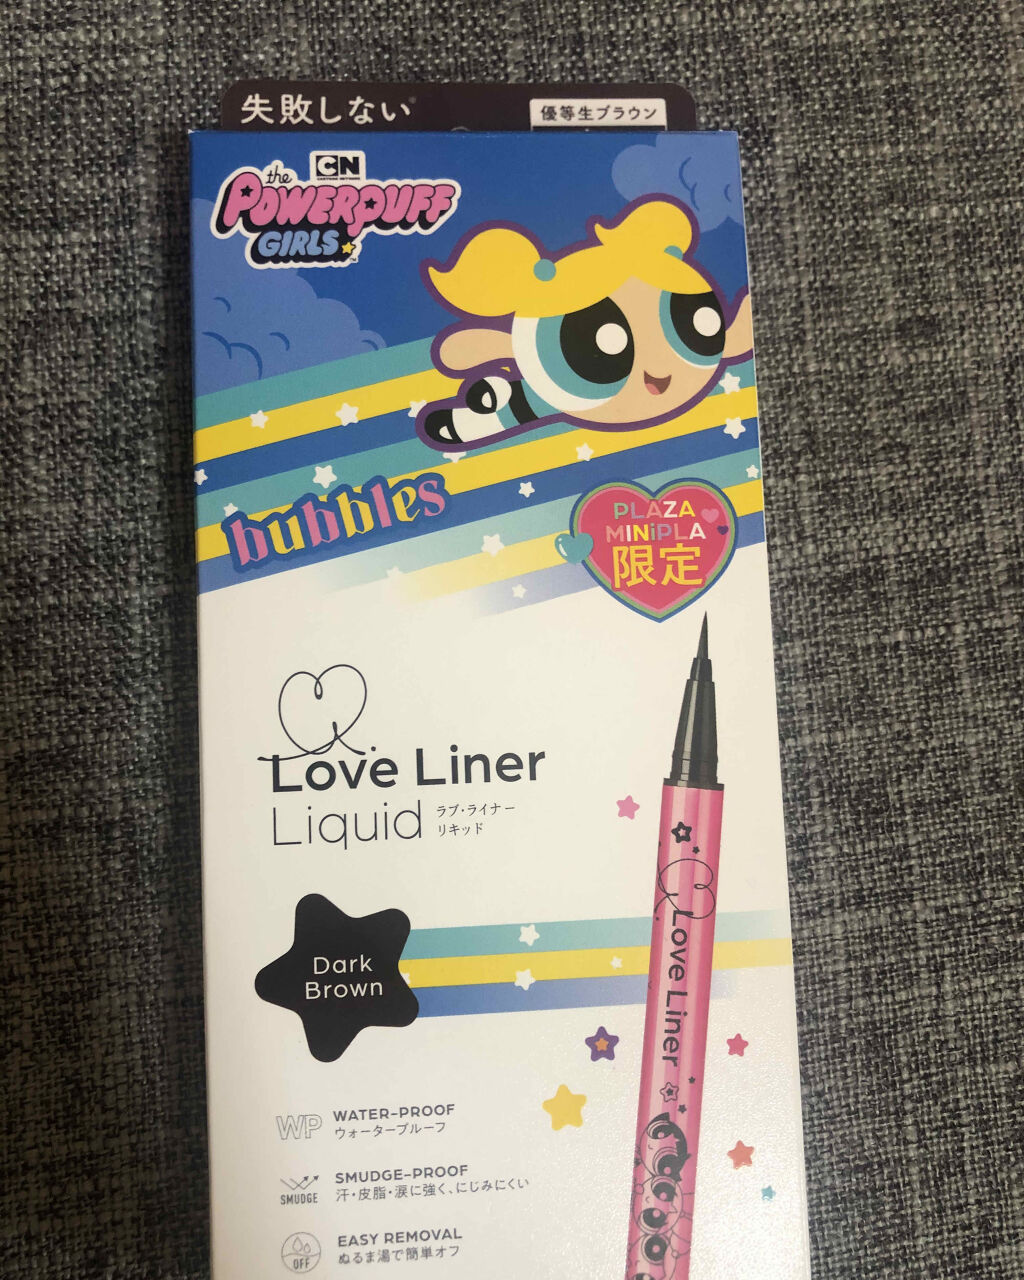 失敗しない®
優等生ブラウン
CN
CARTOON NETWORK
the
POWERPUFF
GIRLS
bubbles
PLAZA
MINiPLA
限定
Love Liner
Liquid
ラブ・ライナー
リキッド
Love Liner
Dark
Brown
WP
WATER-PROOF
ウォータープルーフ
SMUDGE
SMUDGE-PROOF
汗・皮脂・涙に強く、にじみにくい
OFF
EASY REMOVAL
ぬるま湯で簡単オフ